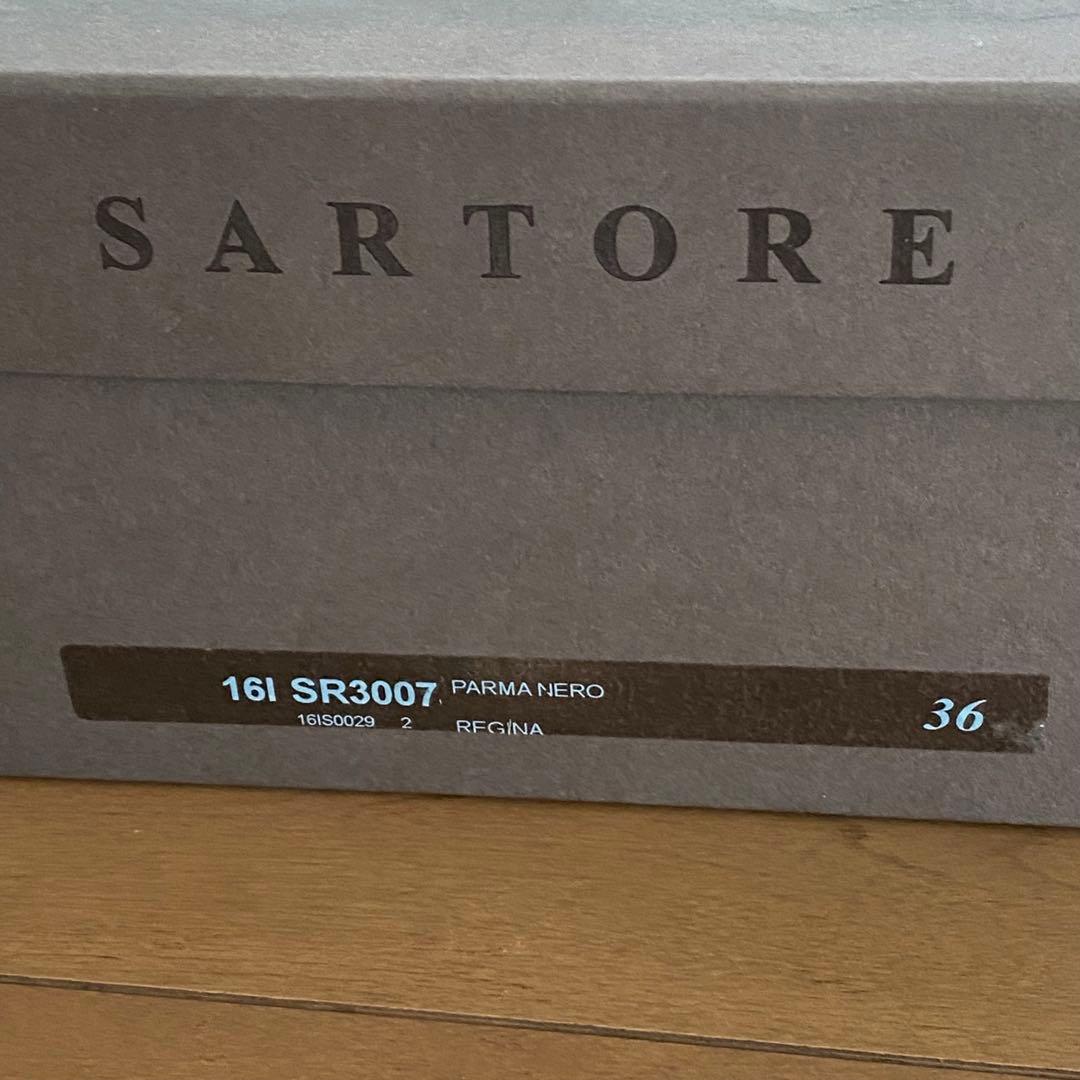 SARTORE
16I SR3007 PARMA NERO
16IS0029 2 REGINA
36